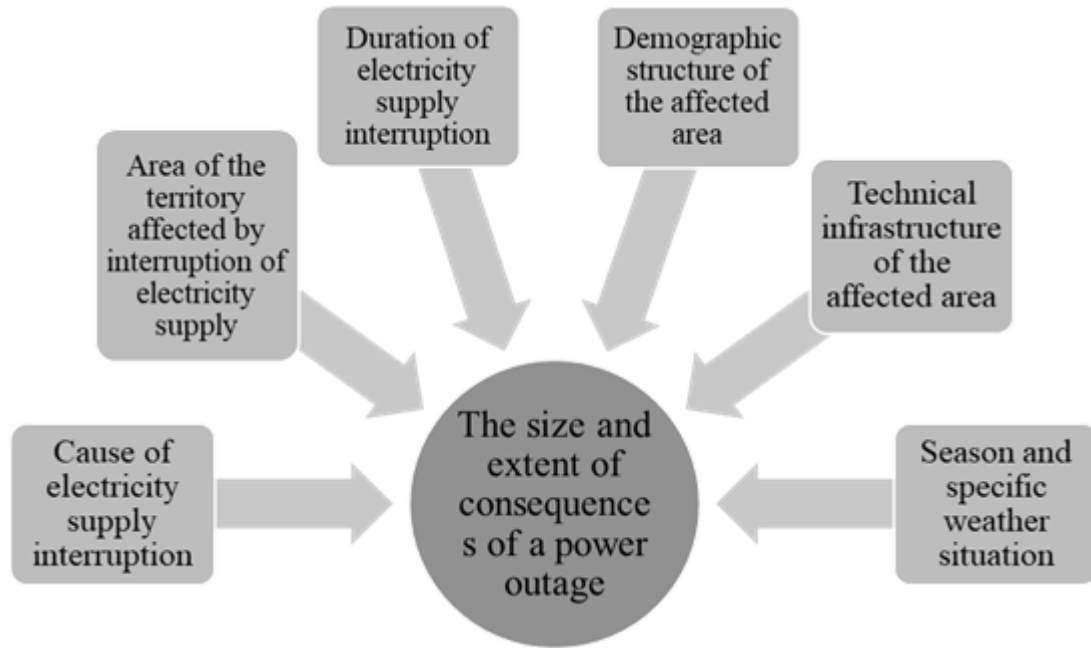 Duration of
electricity
supply
interruption
Demographic
structure of
the affected
area
Area of the
territory
affected by
interruption of
electricity
supply
Technical
infrastructure
of the
affected area
Cause of
electricity
supply
interruption
The size and
extent of
consequence
s of a power
outage
Season and
specific
weather
situation